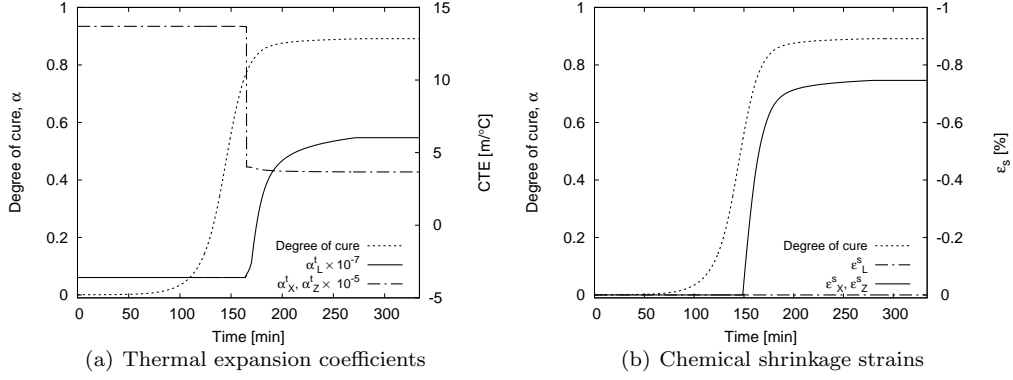 1
0.8
0.6
0.4
0.2
0
Degree of cure, α
15
10
5
0
-5
CTE [m/°C]
0 50 100 150 200 250 300
Time [min]
Degree of cure
α^t_L × 10^-7
α^t_X, α^t_Z × 10^-5
(a) Thermal expansion coefficients
1
0.8
0.6
0.4
0.2
0
Degree of cure, α
-1
-0.8
-0.6
-0.4
-0.2
0
ε_s [%]
0 50 100 150 200 250 300
Time [min]
Degree of cure
ε^s_L
ε^s_X, ε^s_Z
(b) Chemical shrinkage strains